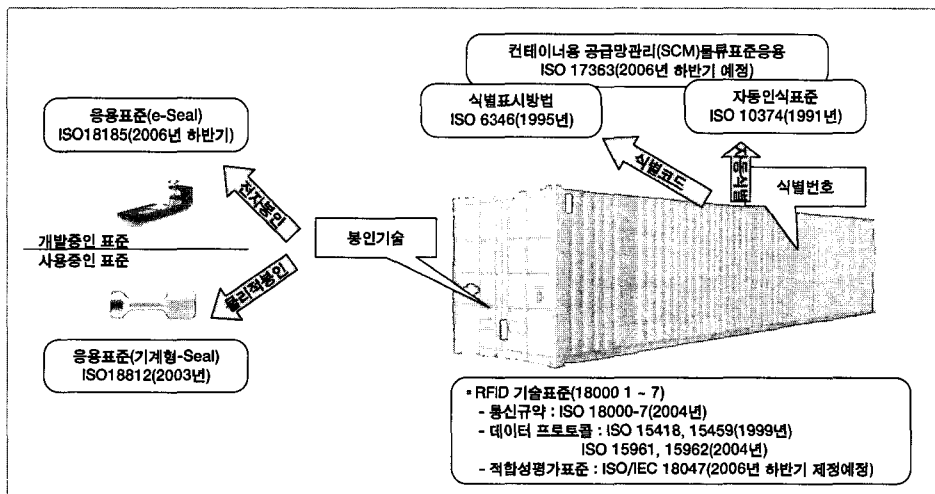 컨테이너용 공급망관리(SCM)물류표준응용
ISO 17363(2006년 하반기 예정)
식별표시방법
ISO 6346(1995년)
자동인식표준
ISO 10374(1991년)
응용표준(e-Seal)
ISO18185(2006년 하반기)
전자봉인
식별코드
자동식별
식별번호
봉인기술
개발중인 표준
사용중인 표준
물리적봉인
응용표준(기계형-Seal)
ISO18812(2003년)
▪ RFID 기술표준(18000 1 ~ 7)
- 통신규약 : ISO 18000-7(2004년)
- 데이터 프로토콜 : ISO 15418, 15459(1999년)
ISO 15961, 15962(2004년)
- 적합성평가표준 : ISO/IEC 18047(2006년 하반기 제정예정)